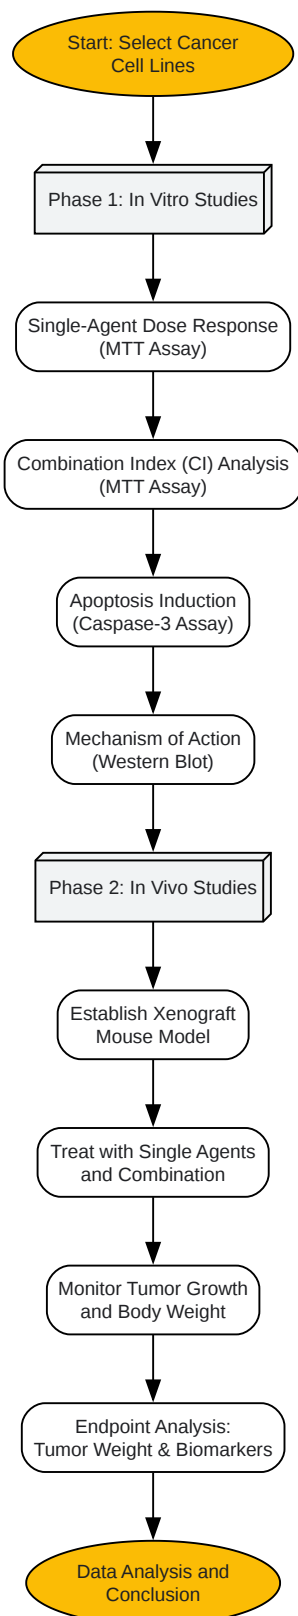 Start: Select Cancer
Cell Lines
Phase 1: In Vitro Studies
Single-Agent Dose Response
(MTT Assay)
Combination Index (CI) Analysis
(MTT Assay)
Apoptosis Induction
(Caspase-3 Assay)
Mechanism of Action
(Western Blot)
Phase 2: In Vivo Studies
Establish Xenograft
Mouse Model
Treat with Single Agents
and Combination
Monitor Tumor Growth
and Body Weight
Endpoint Analysis:
Tumor Weight & Biomarkers
Data Analysis and
Conclusion